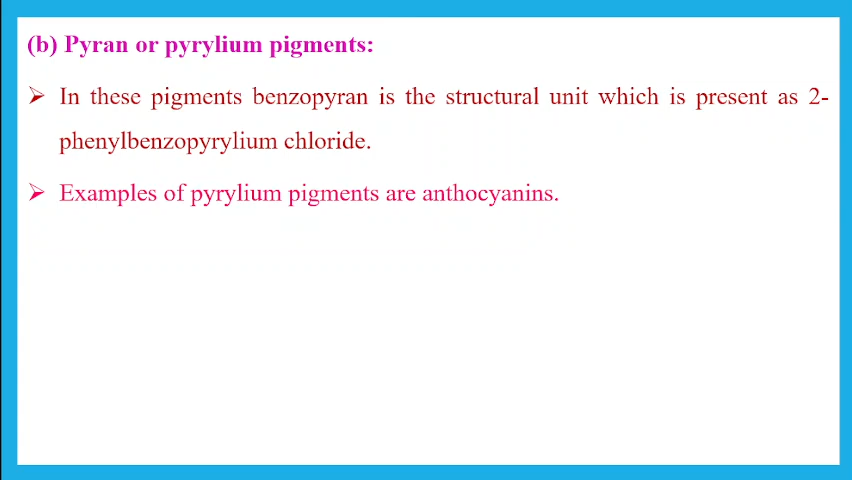 (b) Pyran or pyrylium pigments:
➢ In these pigments benzopyran is the structural unit which is present as 2-
phenylbenzopyrylium chloride.
➢ Examples of pyrylium pigments are anthocyanins.